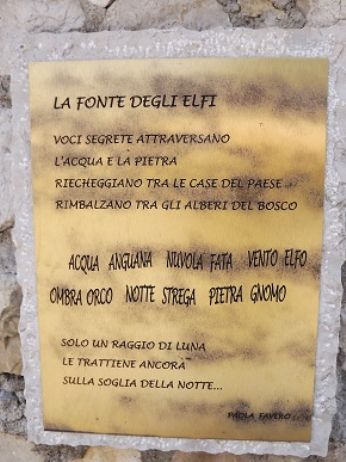 LA FONTE DEGLI ELFI
VOCI SEGRETE ATTRAVERSANO
L'ACQUA E LA PIETRA
RIECHEGGIANO TRA LE CASE DEL PAESE
RIMBALZANO TRA GLI ALBERI DEL BOSCO
ACQUA ANGUANA NUVOLA FATA VENTO ELFO
OMBRA ORCO NOTTE STREGA PIETRA GNOMO
SOLO UN RAGGIO DI LUNA
LE TRATTIENE ANCORA
SULLA SOGLIA DELLA NOTTE...
PAOLA FAVERO